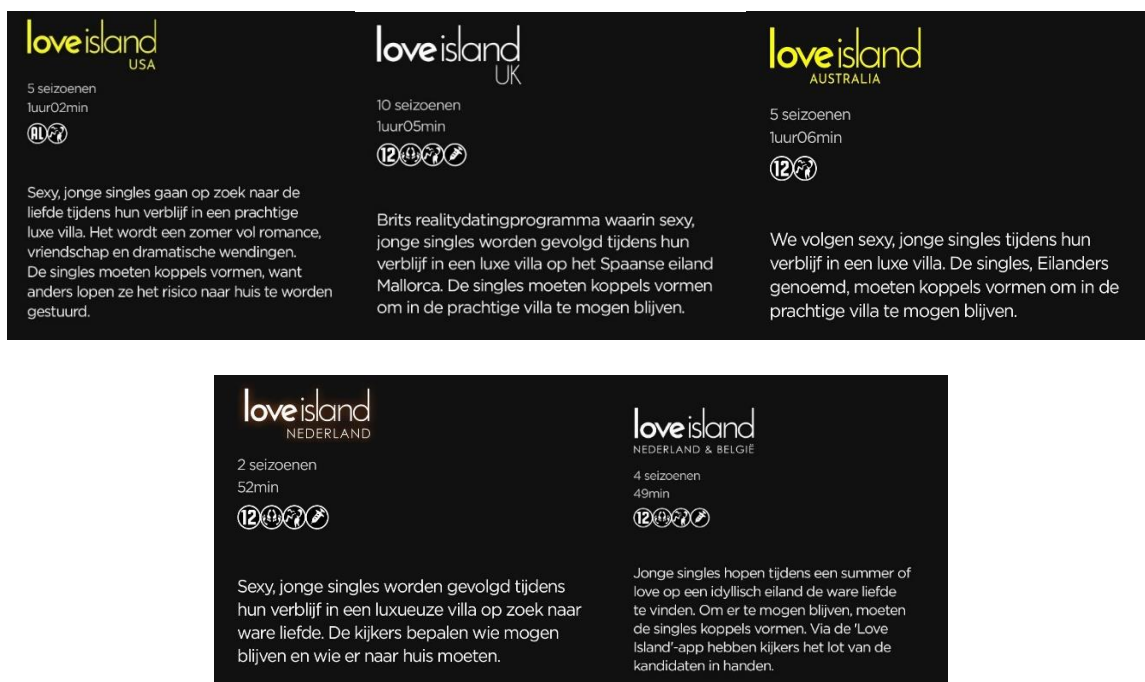 love island
USA
5 seizoenen
1uur02min
AL
Sexy, jonge singles gaan op zoek naar de
liefde tijdens hun verblijf in een prachtige
luxe villa. Het wordt een zomer vol romance,
vriendschap en dramatische wendingen.
De singles moeten koppels vormen, want
anders lopen ze het risico naar huis te worden
gestuurd.
love island
UK
10 seizoenen
1uur05min
12
Brits realitydatingprogramma waarin sexy,
jonge singles worden gevolgd tijdens hun
verblijf in een luxe villa op het Spaanse eiland
Mallorca. De singles moeten koppels vormen
om in de prachtige villa te mogen blijven.
love island
AUSTRALIA
5 seizoenen
1uur06min
12
We volgen sexy, jonge singles tijdens hun
verblijf in een luxe villa. De singles, Eilanders
genoemd, moeten koppels vormen om in de
prachtige villa te mogen blijven.
love island
NEDERLAND
2 seizoenen
52min
12
Sexy, jonge singles worden gevolgd tijdens
hun verblijf in een luxueuze villa op zoek naar
ware liefde. De kijkers bepalen wie mogen
blijven en wie er naar huis moeten.
love island
NEDERLAND & BELGIË
4 seizoenen
49min
12
Jonge singles hopen tijdens een summer of
love op een idyllisch eiland de ware liefde
te vinden. Om er te mogen blijven, moeten
de singles koppels vormen. Via de 'Love
Island'-app hebben kijkers het lot van de
kandidaten in handen.